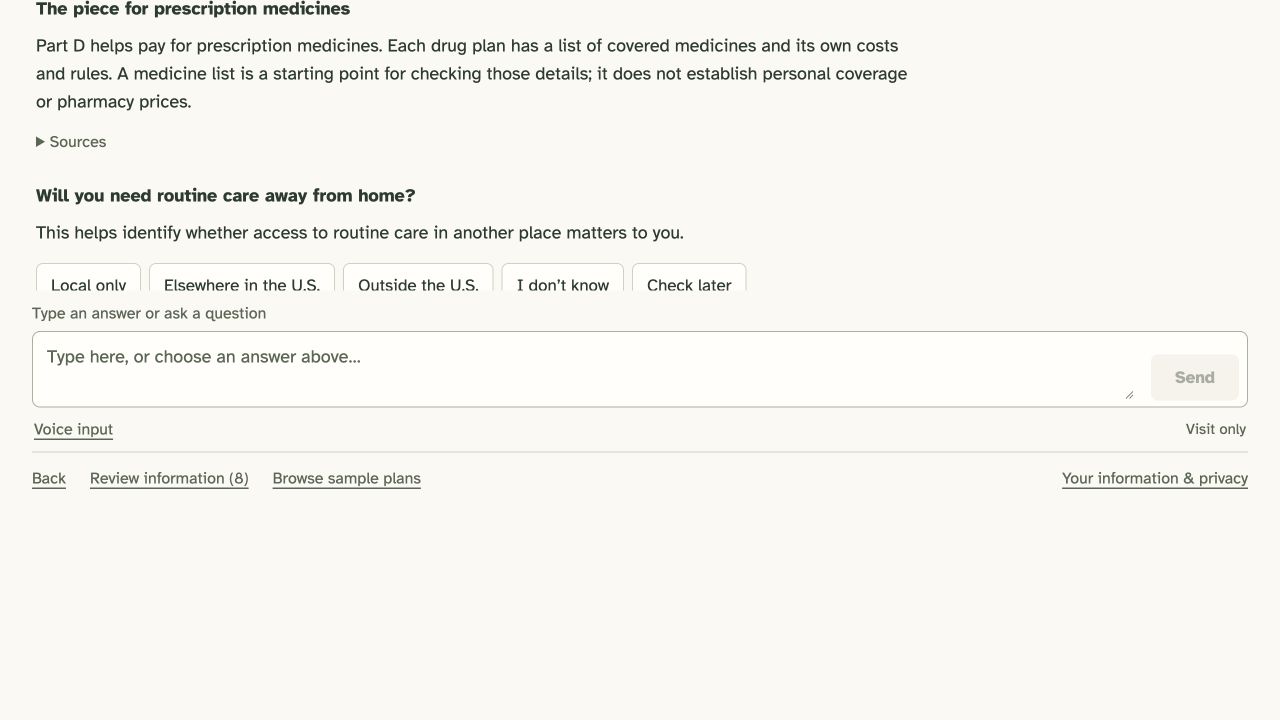 The piece for prescription medicines
Part D helps pay for prescription medicines. Each drug plan has a list of covered medicines and its own costs
and rules. A medicine list is a starting point for checking those details; it does not establish personal coverage
or pharmacy prices.
Sources
Will you need routine care away from home?
This helps identify whether access to routine care in another place matters to you.
Local only
Elsewhere in the U.S.
Outside the U.S.
I don’t know
Check later
Type an answer or ask a question
Type here, or choose an answer above...
Send
Voice input
Visit only
Back
Review information (8)
Browse sample plans
Your information & privacy